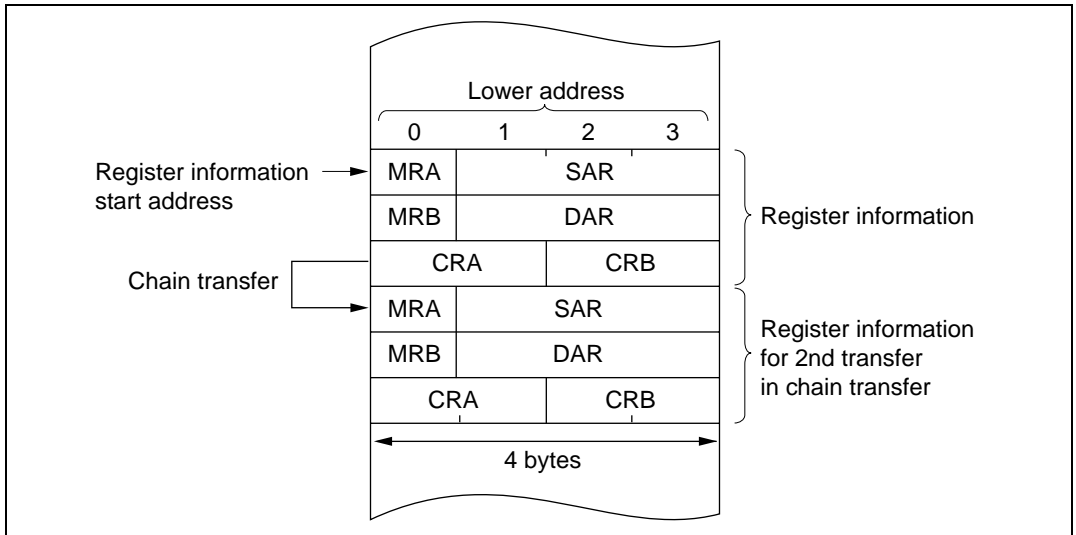 Lower address
0 1 2 3
Register information
start address
MRA SAR
MRB DAR
Register information
CRA CRB
Chain transfer
MRA SAR
Register information
for 2nd transfer
in chain transfer
MRB DAR
CRA CRB
4 bytes